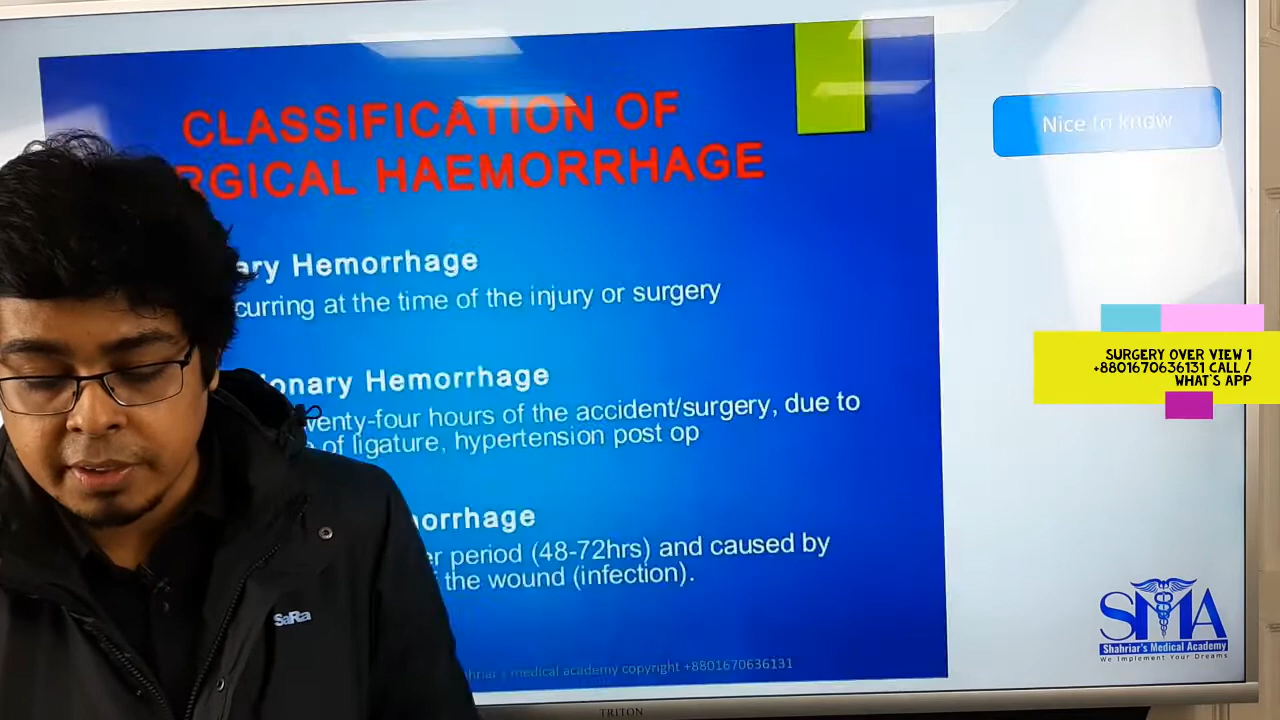 CLASSIFICATION OF
RGICAL HAEMORRHAGE
Nice to know
ary Hemorrhage
curring at the time of the injury or surgery
ionary Hemorrhage
wenty-four hours of the accident/surgery, due to
of ligature, hypertension post op
orrhage
er period (48-72hrs) and caused by
the wound (infection).
medical academy copyright +8801670636131
SURGERY OVER VIEW 1
+8801670636131 CALL /
WHAT'S APP
SMA
Shahriar's Medical Academy
We Implement Your Dreams
SaRa
TRITON